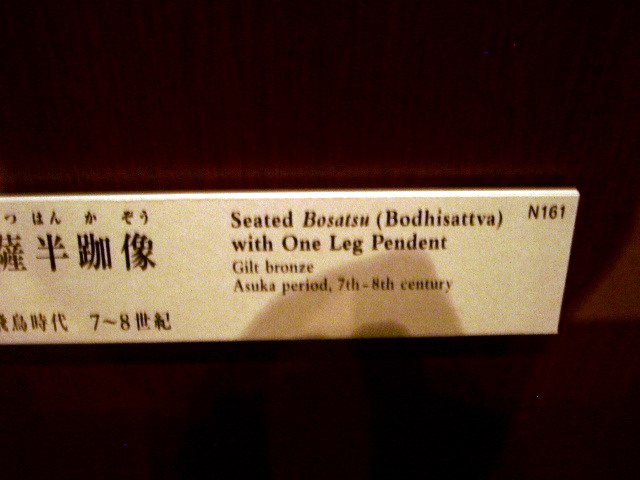 つ はん か ぞう
薩半跏像
飛鳥時代 7～8世紀
Seated Bosatsu (Bodhisattva)
with One Leg Pendent
Gilt bronze
Asuka period, 7th-8th century
N161